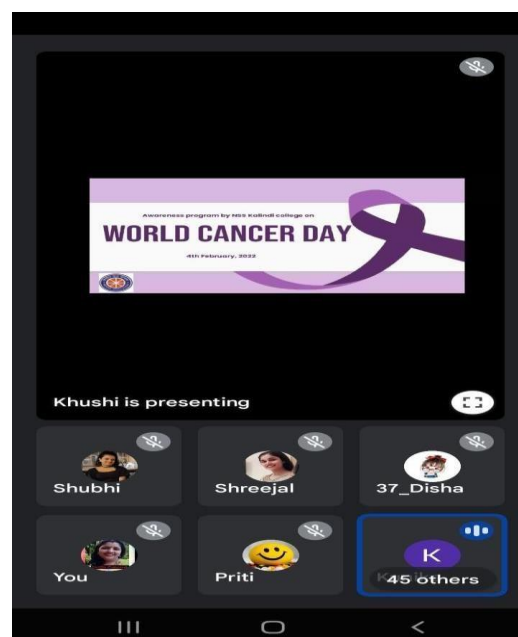 Awareness program by NSS Kalindi college on
WORLD CANCER DAY
4th February, 2022
Khushi is presenting
Shubhi
Shreejal
37_Disha
You
Priti
K
45 others